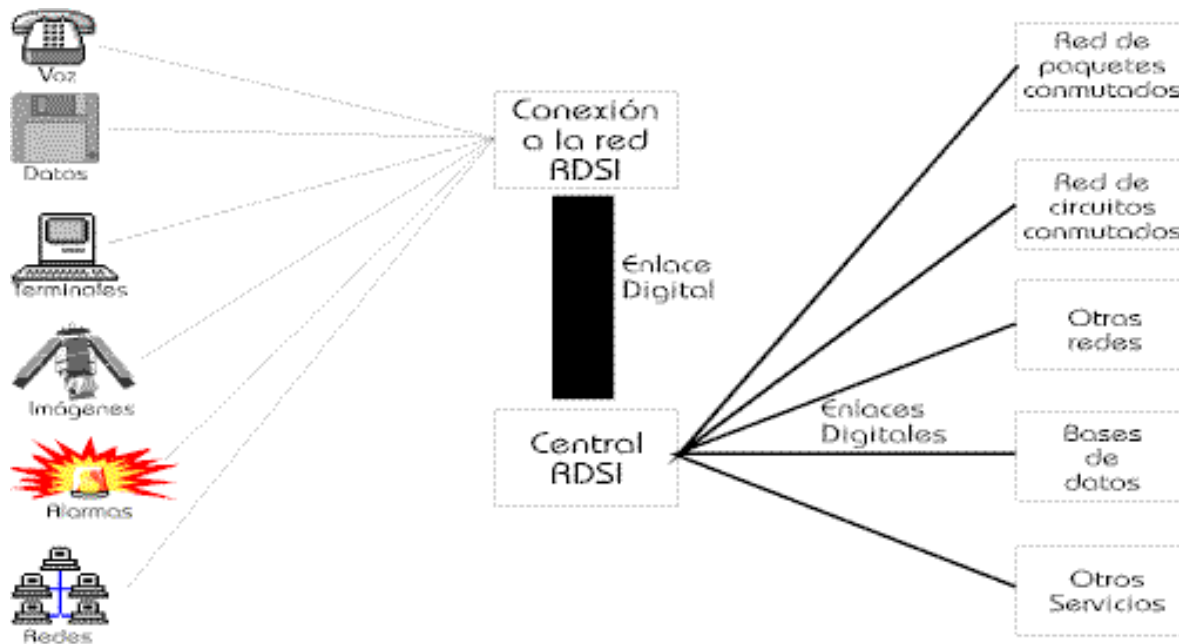 Voz
Datos
Terminales
Imágenes
Alarmas
Redes
Conexión
a la red
RDSI
Enlace
Digital
Central
RDSI
Enlaces
Digitales
Red de
paquetes
conmutados
Red de
circuitos
conmutados
Otras
redes
Bases
de
datos
Otros
Servicios